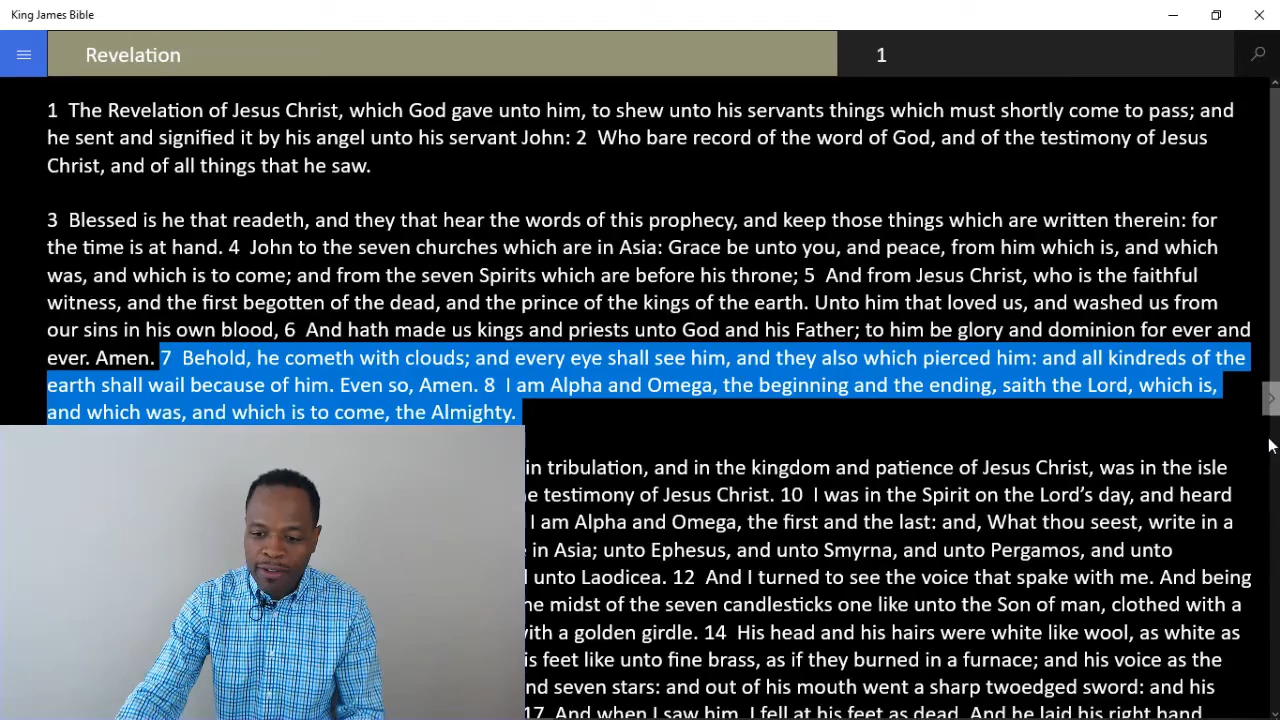 King James Bible
Revelation
1
1 The Revelation of Jesus Christ, which God gave unto him, to shew unto his servants things which must shortly come to pass; and
he sent and signified it by his angel unto his servant John: 2 Who bare record of the word of God, and of the testimony of Jesus
Christ, and of all things that he saw.
3 Blessed is he that readeth, and they that hear the words of this prophecy, and keep those things which are written therein: for
the time is at hand. 4 John to the seven churches which are in Asia: Grace be unto you, and peace, from him which is, and which
was, and which is to come; and from the seven Spirits which are before his throne; 5 And from Jesus Christ, who is the faithful
witness, and the first begotten of the dead, and the prince of the kings of the earth. Unto him that loved us, and washed us from
our sins in his own blood, 6 And hath made us kings and priests unto God and his Father; to him be glory and dominion for ever and
ever. Amen. 7 Behold, he cometh with clouds; and every eye shall see him, and they also which pierced him: and all kindreds of the
earth shall wail because of him. Even so, Amen. 8 I am Alpha and Omega, the beginning and the ending, saith the Lord, which is,
and which was, and which is to come, the Almighty.
in tribulation, and in the kingdom and patience of Jesus Christ, was in the isle
testimony of Jesus Christ. 10 I was in the Spirit on the Lord's day, and heard
I am Alpha and Omega, the first and the last: and, What thou seest, write in a
in Asia; unto Ephesus, and unto Smyrna, and unto Pergamos, and unto
unto Laodicea. 12 And I turned to see the voice that spake with me. And being
midst of the seven candlesticks one like unto the Son of man, clothed with a
with a golden girdle. 14 His head and his hairs were white like wool, as white as
feet like unto fine brass, as if they burned in a furnace; and his voice as the
seven stars: and out of his mouth went a sharp twoedged sword: and his
17 And when I saw him, I fell at his feet as dead. And he laid his right hand